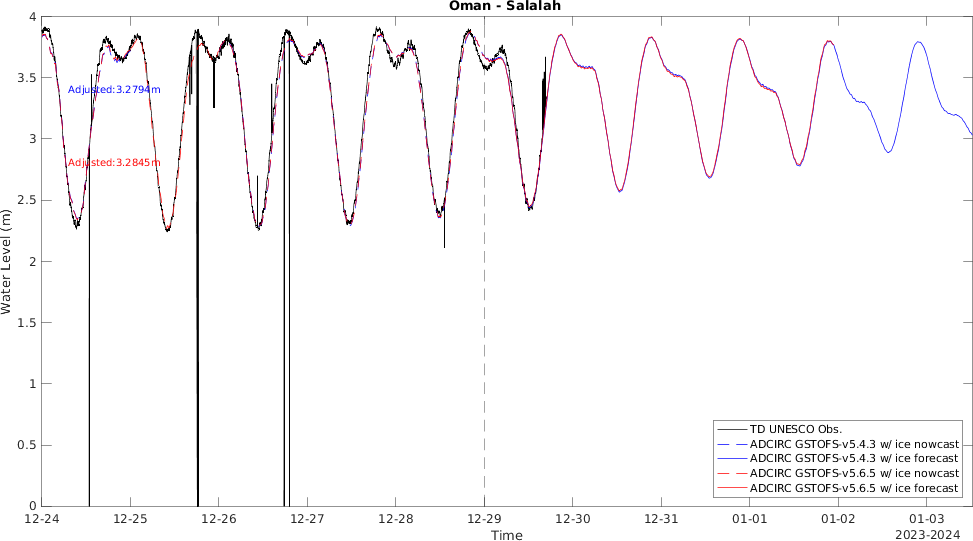 Oman - Salalah
4
3.5
3
2.5
2
1.5
1
0.5
0
Water Level (m)
Adjusted:3.2794m
Adjusted:3.2845m
TD UNESCO Obs.
ADCIRC GSTOFS-v5.4.3 w/ ice nowcast
ADCIRC GSTOFS-v5.4.3 w/ ice forecast
ADCIRC GSTOFS-v5.6.5 w/ ice nowcast
ADCIRC GSTOFS-v5.6.5 w/ ice forecast
12-24 12-25 12-26 12-27 12-28 12-29 12-30 12-31 01-01 01-02 01-03
Time
2023-2024